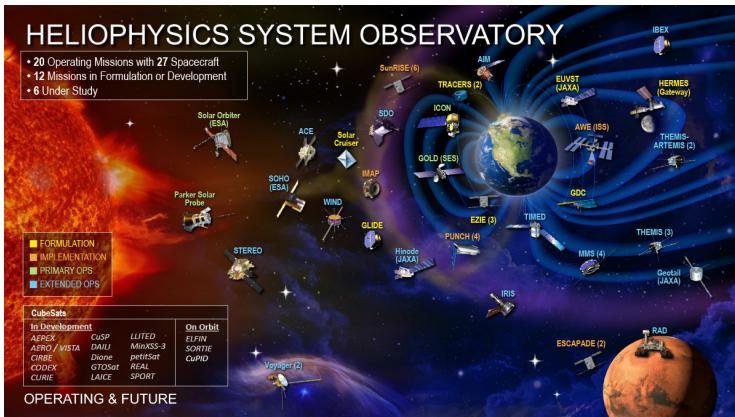 HELIOPHYSICS SYSTEM OBSERVATORY
• 20 Operating Missions with 27 Spacecraft
• 12 Missions in Formulation or Development
• 6 Under Study
IBEX
AIM
SunRISE (6)
TRACERS (2)
EUVST
(JAXA)
HERMES
(Gateway)
Solar Orbiter
(ESA)
ACE
Solar
Cruiser
SDO
ICON
AWE (ISS)
THEMIS-
ARTEMIS (2)
GOLD (SES)
IMAP
SOHO
(ESA)
Parker Solar
Probe
WIND
GDC
EZIE (3)
TIMED
GLIDE
PUNCH (4)
THEMIS (3)
STEREO
Hinode
(JAXA)
MMS (4)
Geotail
(JAXA)
FORMULATION
IMPLEMENTATION
PRIMARY OPS
EXTENDED OPS
IRIS
CubeSats
In Development
AEPEX
AERO / VISTA
CIRBE
CODEX
CURIE
CuSP
DAILI
Dione
GTOSat
LAICE
LLITED
MinXSS-3
petitSat
REAL
SPORT
On Orbit
ELFIN
SORTIE
CuPID
RAD
ESCAPADE (2)
Voyager (2)
OPERATING & FUTURE